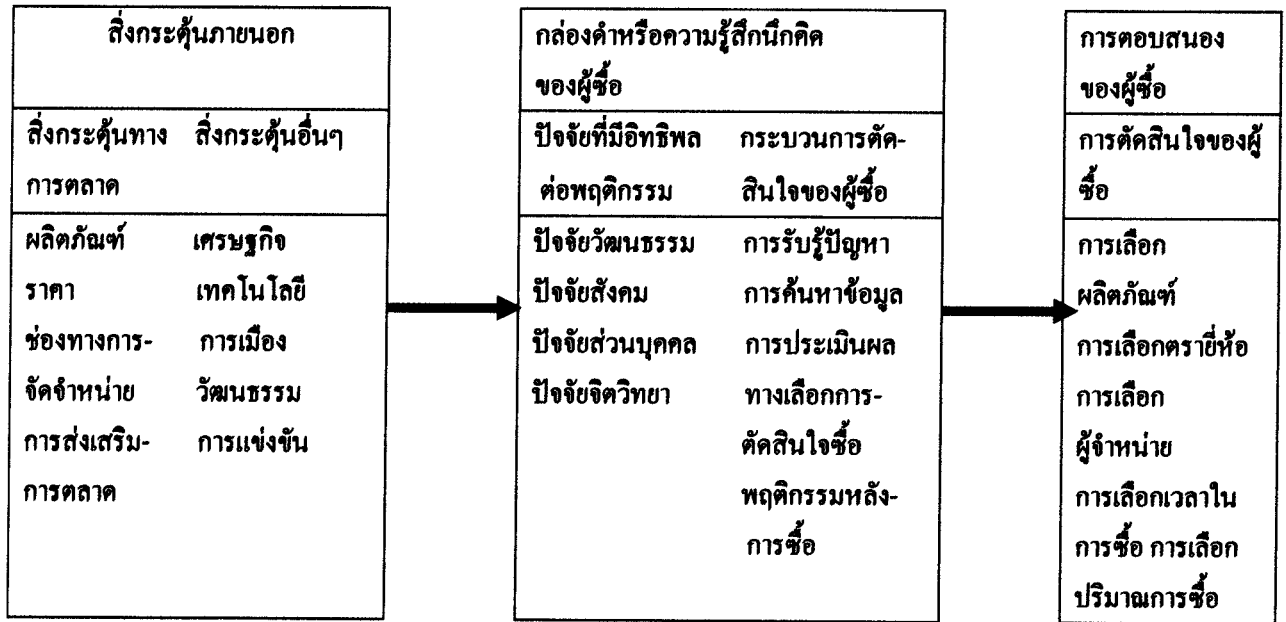 สิ่งกระตุ้นภายนอก
สิ่งกระตุ้นทาง สิ่งกระตุ้นอื่นๆ
การตลาด
ผลิตภัณฑ์ เศรษฐกิจ
ราคา เทคโนโลยี
ช่องทางการ- การเมือง
จัดจำหน่าย วัฒนธรรม
การส่งเสริม- การแข่งขัน
การตลาด
กล่องดำหรือความรู้สึกนึกคิด
ของผู้ซื้อ
ปัจจัยที่มีอิทธิพล กระบวนการตัด-
ต่อพฤติกรรม สินใจของผู้ซื้อ
ปัจจัยวัฒนธรรม การรับรู้ปัญหา
ปัจจัยสังคม การค้นหาข้อมูล
ปัจจัยส่วนบุคคล การประเมินผล
ปัจจัยจิตวิทยา ทางเลือกการ-
ตัดสินใจซื้อ
พฤติกรรมหลัง-
การซื้อ
การตอบสนอง
ของผู้ซื้อ
การตัดสินใจของผู้
ซื้อ
การเลือก
ผลิตภัณฑ์
การเลือกตรายี่ห้อ
การเลือก
ผู้จำหน่าย
การเลือกเวลาใน
การซื้อ การเลือก
ปริมาณการซื้อ